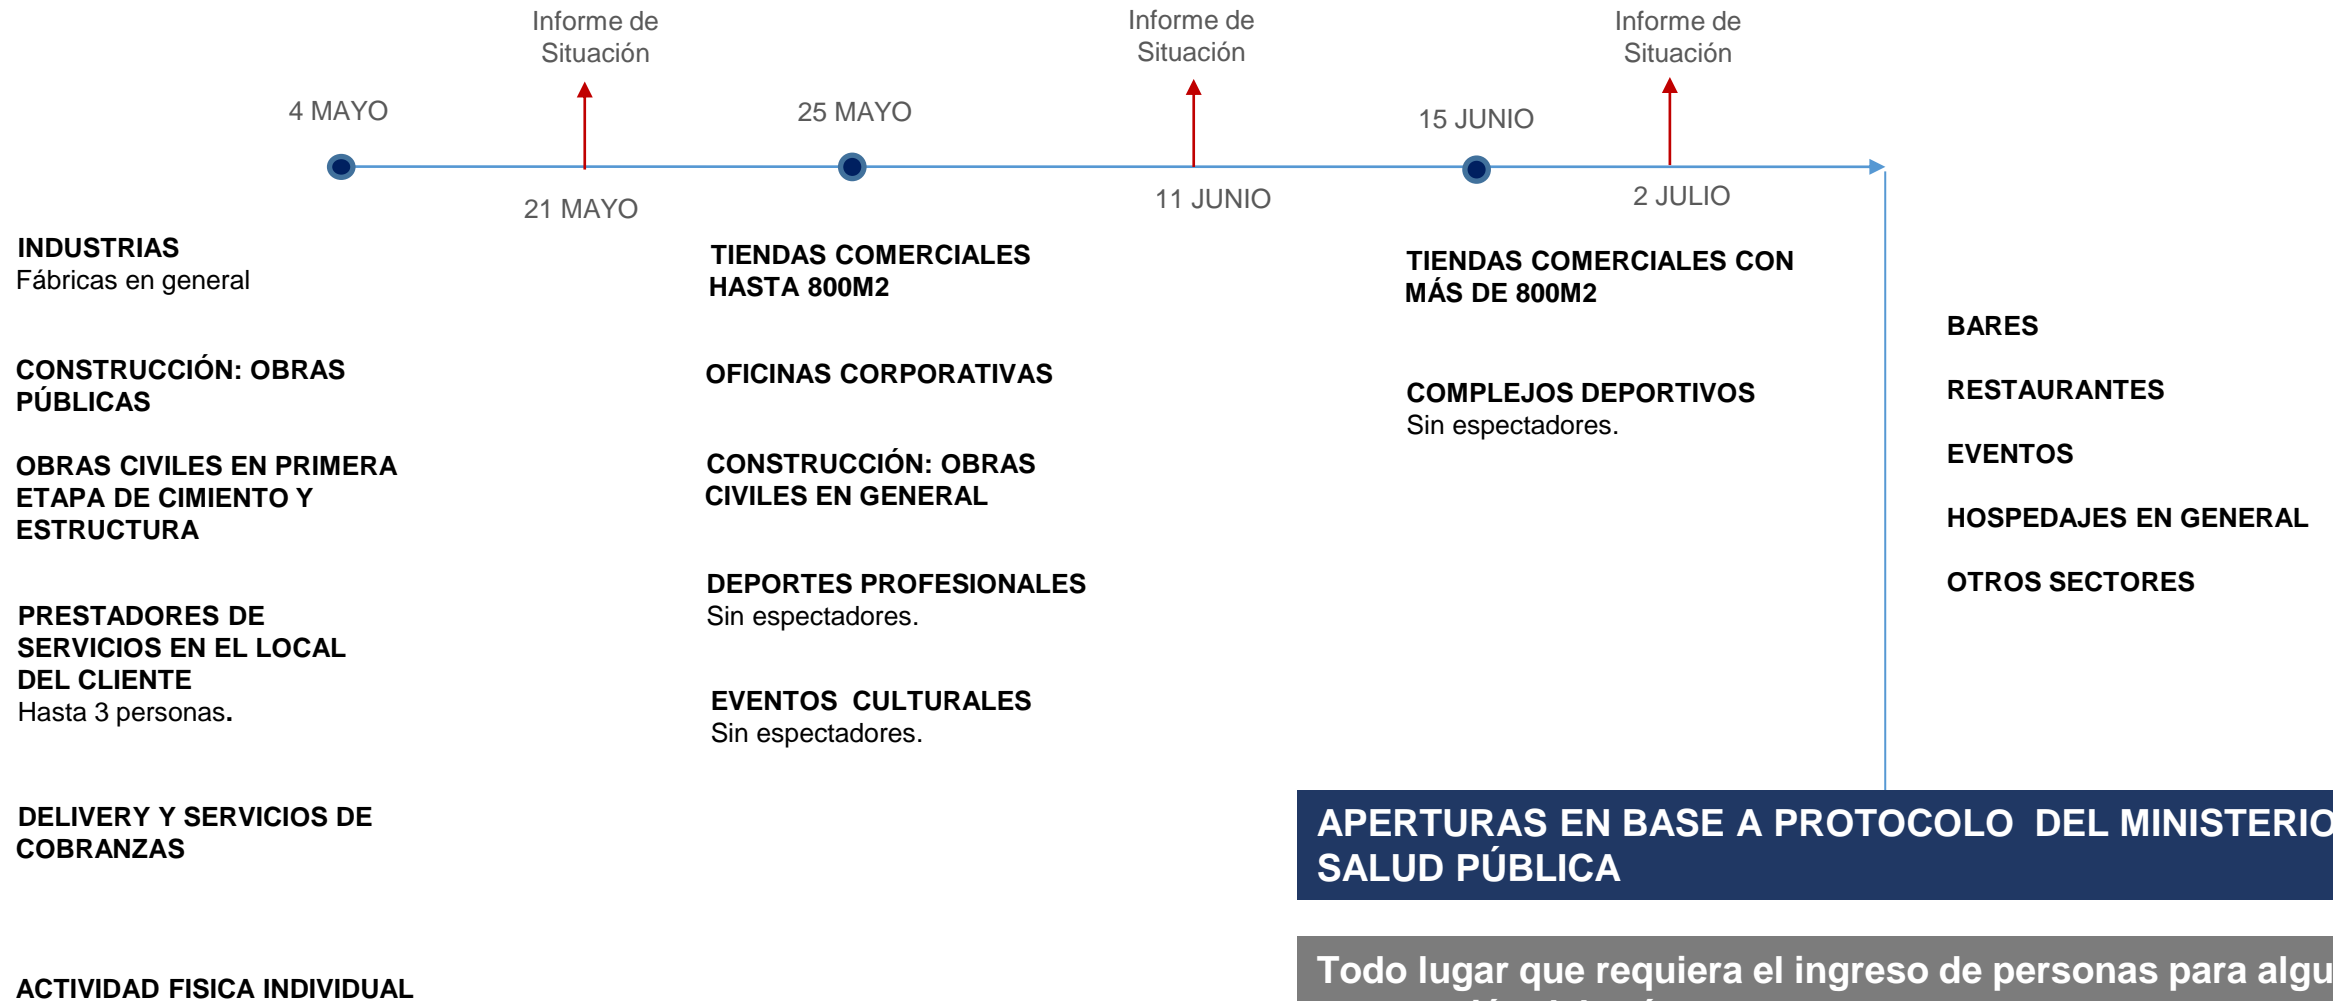 Informe de
Situación
Informe de
Situación
Informe de
Situación
4 MAYO
25 MAYO
15 JUNIO
21 MAYO
11 JUNIO
2 JULIO
INDUSTRIAS
Fábricas en general
CONSTRUCCIÓN: OBRAS
PÚBLICAS
OBRAS CIVILES EN PRIMERA
ETAPA DE CIMIENTO Y
ESTRUCTURA
PRESTADORES DE
SERVICIOS EN EL LOCAL
DEL CLIENTE
Hasta 3 personas.
DELIVERY Y SERVICIOS DE
COBRANZAS
ACTIVIDAD FISICA INDIVIDUAL
TIENDAS COMERCIALES
HASTA 800M2
OFICINAS CORPORATIVAS
CONSTRUCCIÓN: OBRAS
CIVILES EN GENERAL
DEPORTES PROFESIONALES
Sin espectadores.
EVENTOS CULTURALES
Sin espectadores.
TIENDAS COMERCIALES CON
MÁS DE 800M2
COMPLEJOS DEPORTIVOS
Sin espectadores.
BARES
RESTAURANTES
EVENTOS
HOSPEDAJES EN GENERAL
OTROS SECTORES
APERTURAS EN BASE A PROTOCOLO DEL MINISTERIO
SALUD PÚBLICA
Todo lugar que requiera el ingreso de personas para algu